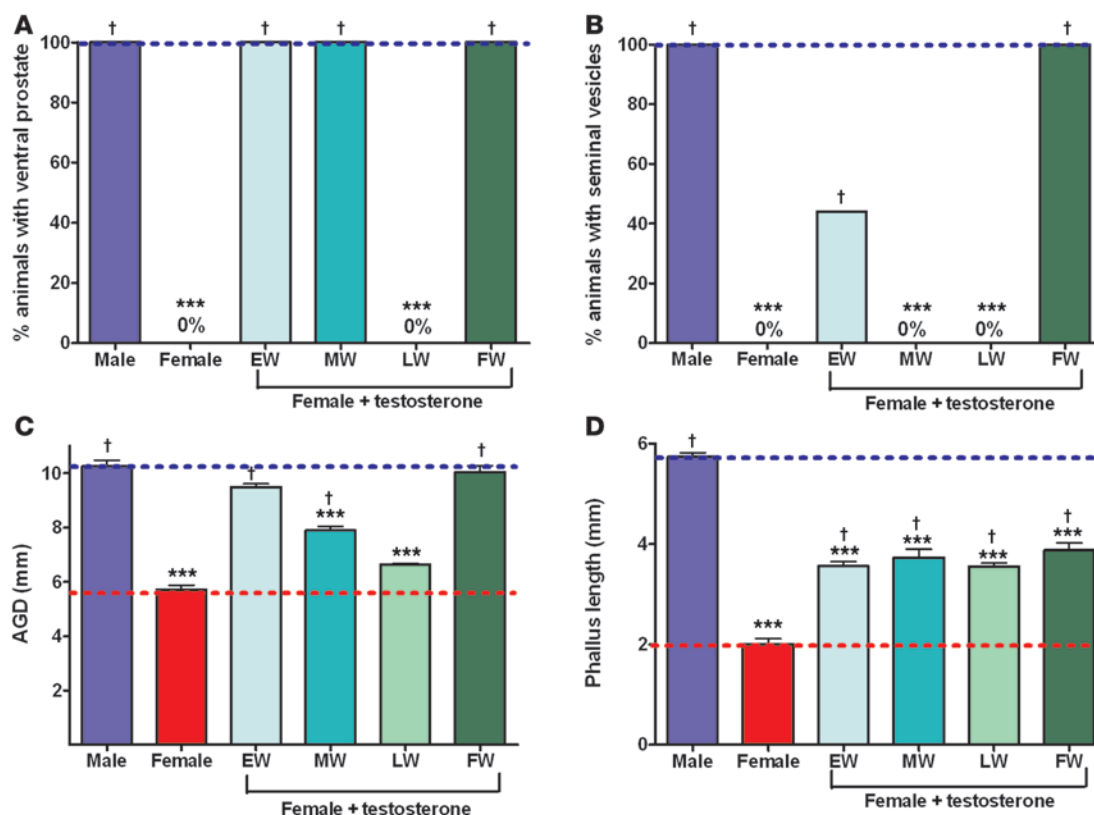 A
% animals with ventral prostate
100
80
60
40
20
0
† † † †
***
0%
***
0%
Male Female EW MW LW FW
Female + testosterone
B
% animals with seminal vesicles
100
80
60
40
20
0
† † †
***
0%
***
0%
***
0%
Male Female EW MW LW FW
Female + testosterone
C
AGD (mm)
10
8
6
4
2
† † † †
*** *** ***
Male Female EW MW LW FW
Female + testosterone
D
Phallus length (mm)
6
4
2
0
† † † † †
*** *** *** *** ***
Male Female EW MW LW FW
Female + testosterone